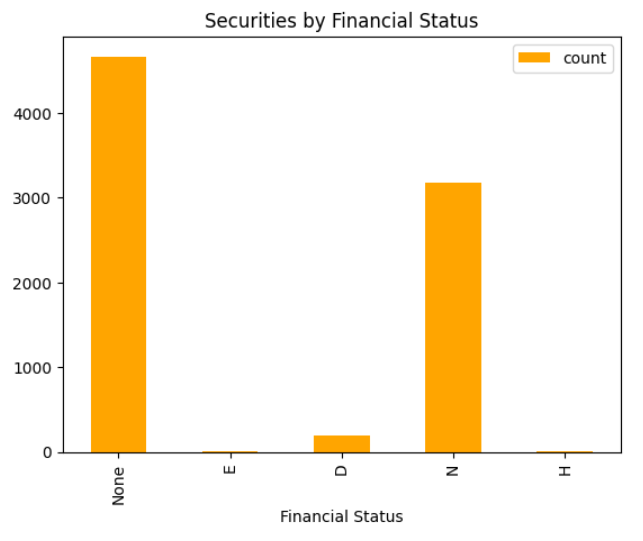 Securities by Financial Status
count
4000
3000
2000
1000
0
None
E
D
N
H
Financial Status